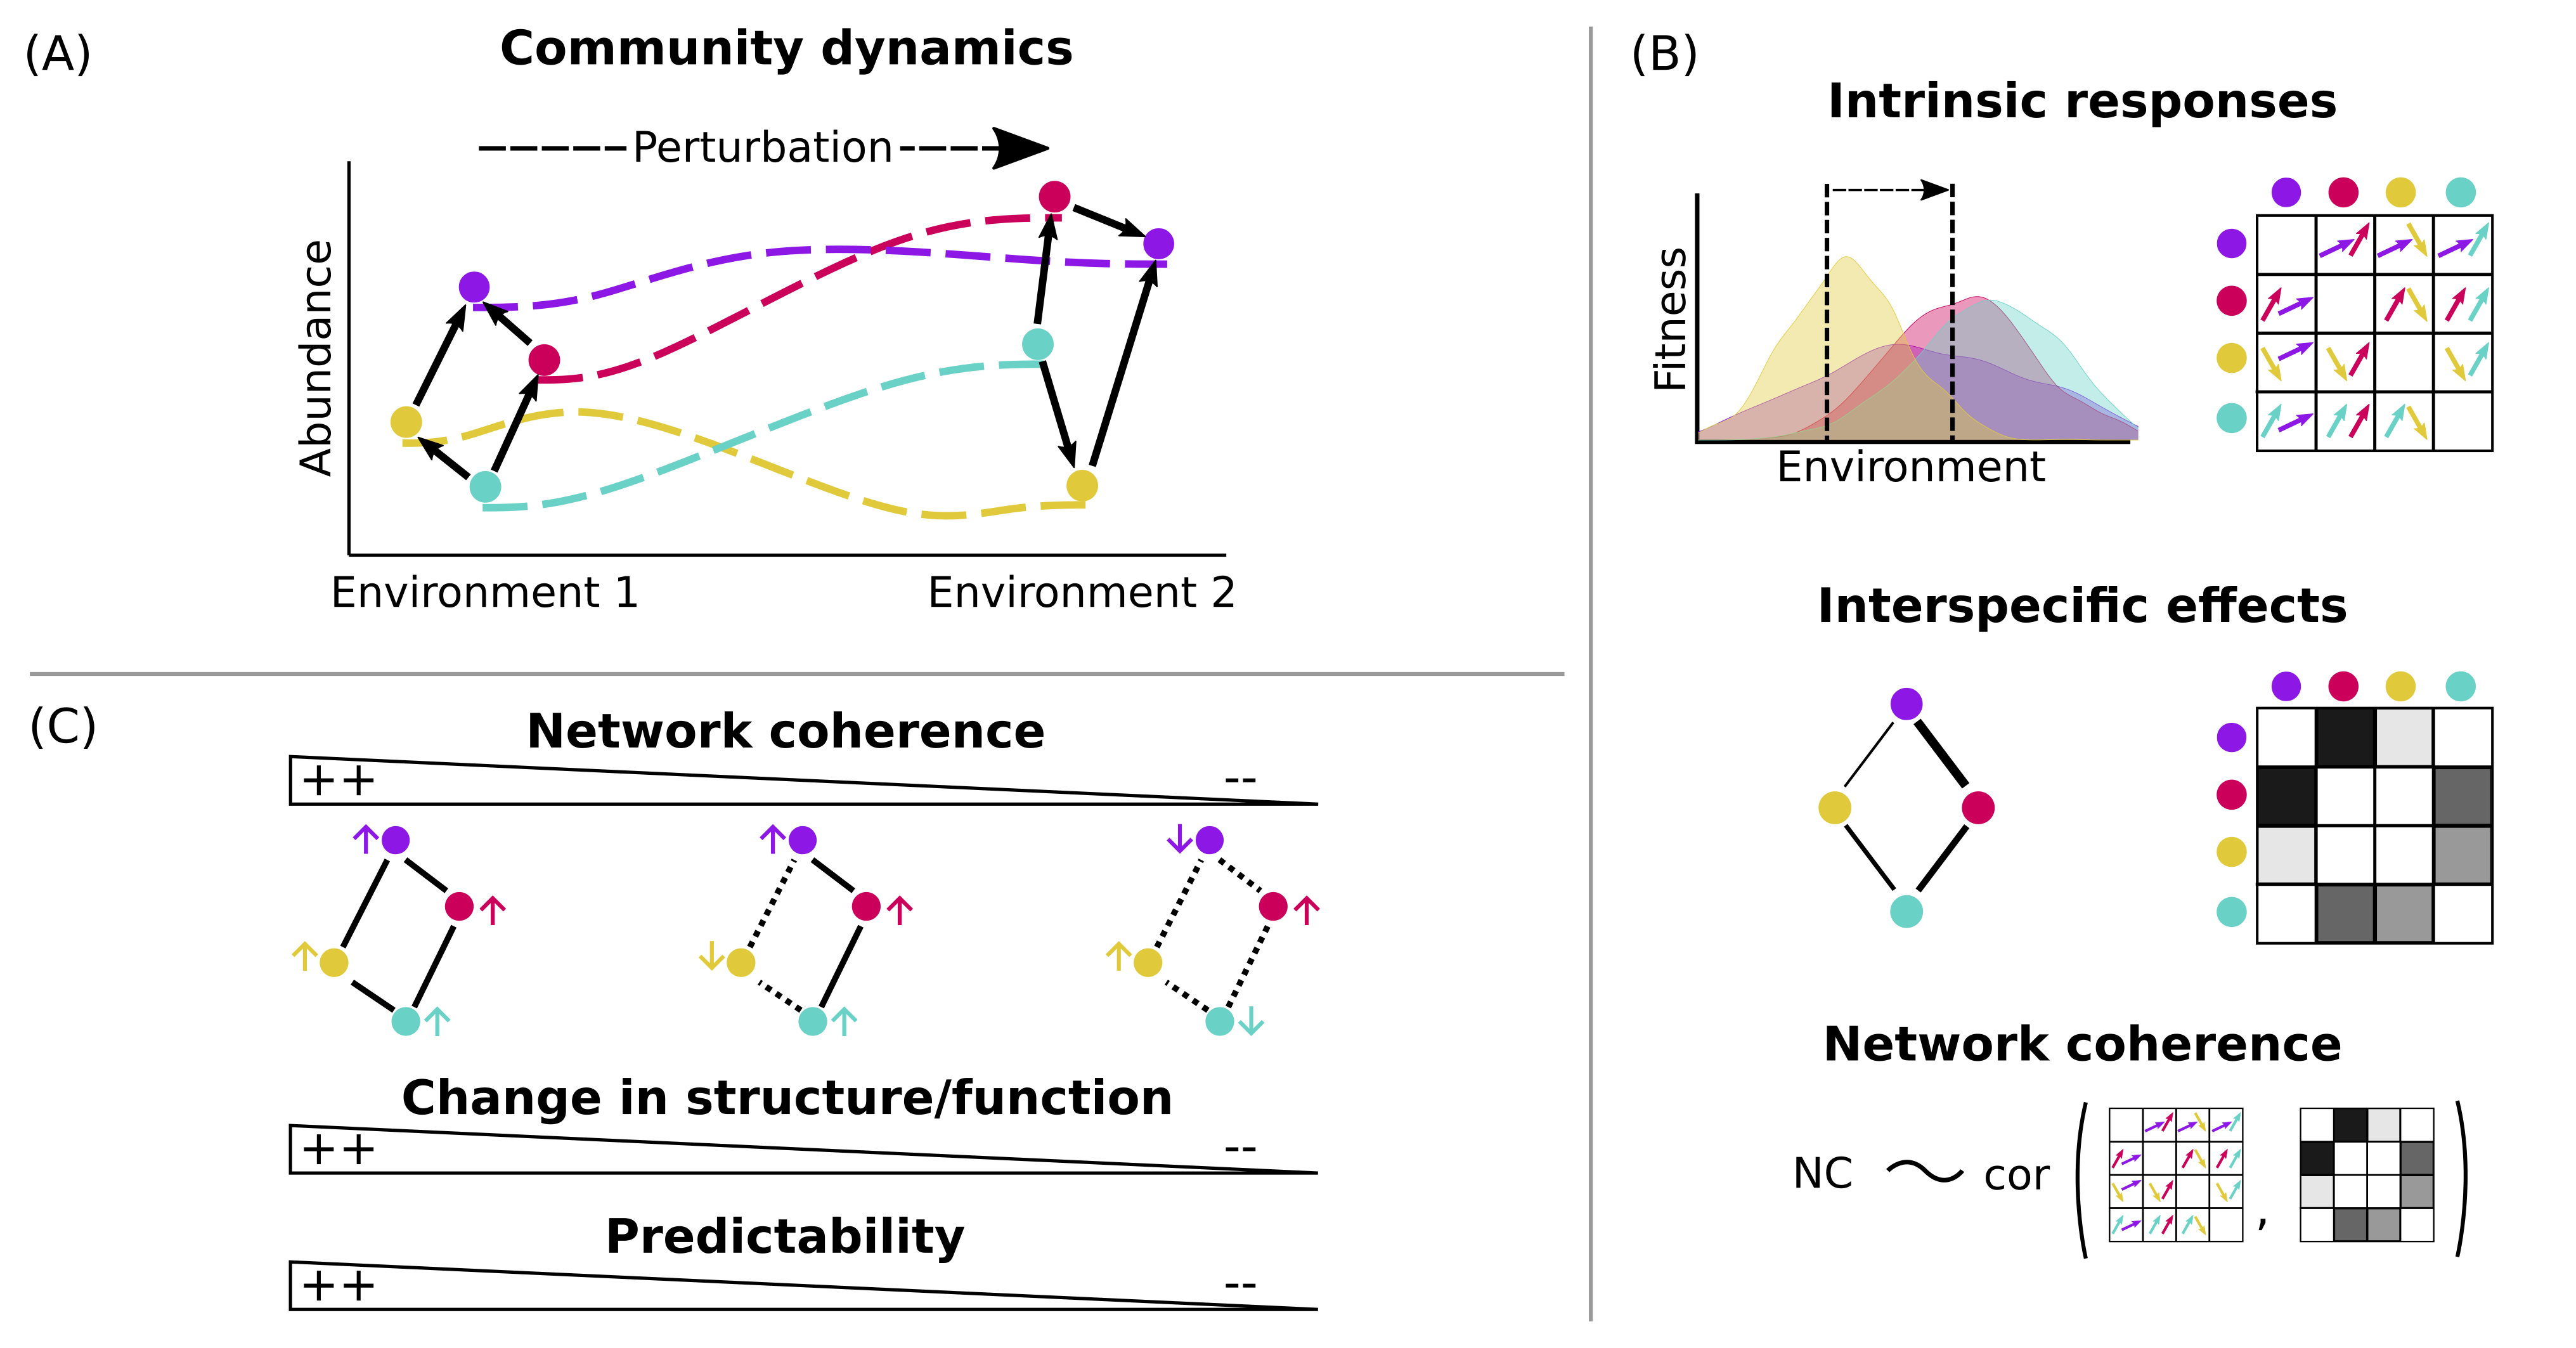 (A)
Community dynamics
Perturbation
Abundance
Environment 1
Environment 2
(B)
Intrinsic responses
Fitness
Environment
Interspecific effects
Network coherence
NC ~ cor ( , )
(C)
Network coherence
++ --
Change in structure/function
++ --
Predictability
++ --